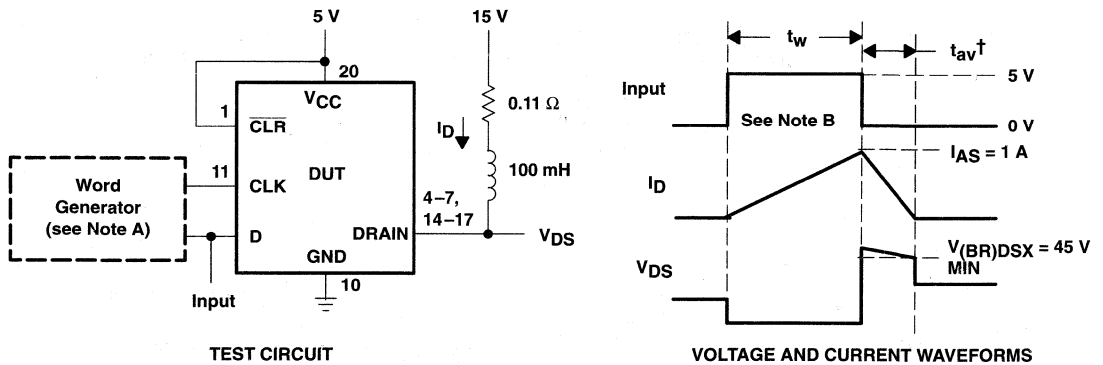 5 V
15 V
20
VCC
1
CLR
0.11 Ω
ID
11
CLK
DUT
100 mH
Word
Generator
(see Note A)
4–7,
14–17
D
DRAIN
VDS
GND
10
Input
TEST CIRCUIT
tw
tav†
Input
5 V
See Note B
0 V
IAS = 1 A
ID
V(BR)DSX = 45 V
MIN
VDS
VOLTAGE AND CURRENT WAVEFORMS